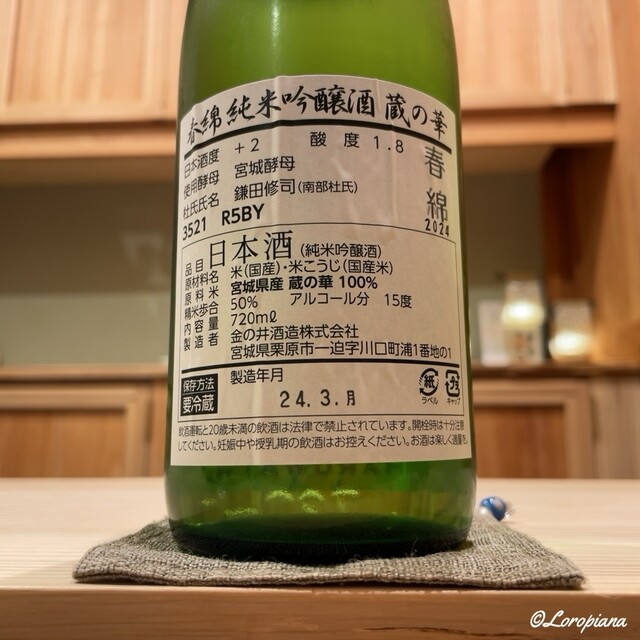 春綿 純米吟醸酒 蔵の華
日本酒度 +2 酸度 1.8
使用酵母 宮城酵母
杜氏氏名 鎌田修司(南部杜氏)
3521 R5BY
春綿
2024
品目 日本酒(純米吟醸酒)
原材料名 米(国産)・米こうじ(国産米)
原料米 宮城県産 蔵の華 100%
精米歩合 50% アルコール分 15度
内容量 720mℓ
製造者 金の井酒造株式会社
宮城県栗原市一迫字川口町浦1番地の1
保存方法
要冷蔵
製造年月
24.3.月
紙
ラベル
プラ
キャップ
飲酒運転と20歳未満の飲酒は法律で禁止されています。開栓時は十分注意
してください。妊娠中や授乳期の飲酒はお控えください。お酒は楽しく適量を
©Loropiana